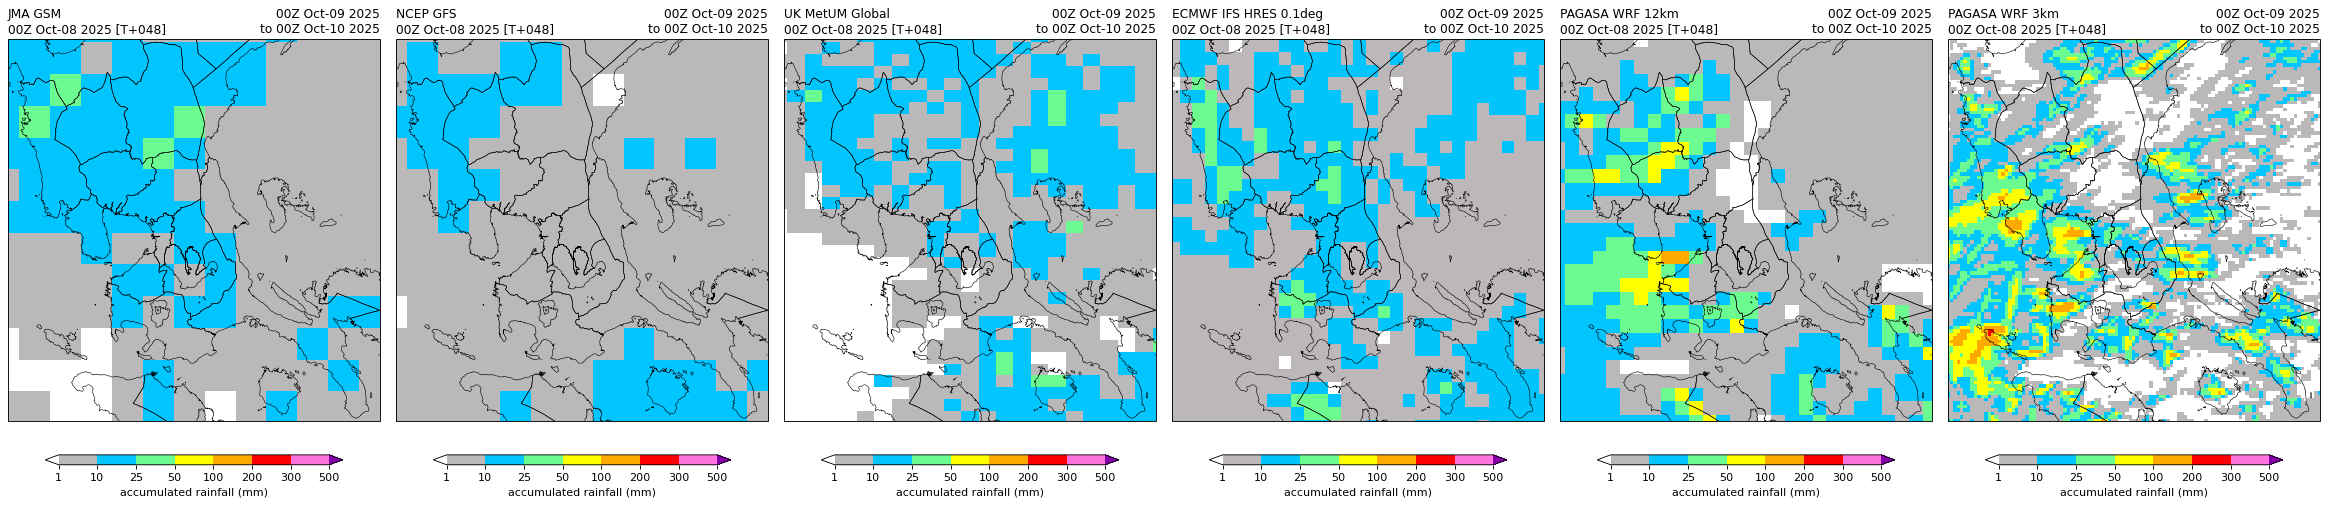 JMA GSM 00Z Oct-09 2025
00Z Oct-08 2025 [T+048] to 00Z Oct-10 2025
1 10 25 50 100 200 300 500
accumulated rainfall (mm)
NCEP GFS 00Z Oct-09 2025
00Z Oct-08 2025 [T+048] to 00Z Oct-10 2025
1 10 25 50 100 200 300 500
accumulated rainfall (mm)
UK MetUM Global 00Z Oct-09 2025
00Z Oct-08 2025 [T+048] to 00Z Oct-10 2025
1 10 25 50 100 200 300 500
accumulated rainfall (mm)
ECMWF IFS HRES 0.1deg 00Z Oct-09 2025
00Z Oct-08 2025 [T+048] to 00Z Oct-10 2025
1 10 25 50 100 200 300 500
accumulated rainfall (mm)
PAGASA WRF 12km 00Z Oct-09 2025
00Z Oct-08 2025 [T+048] to 00Z Oct-10 2025
1 10 25 50 100 200 300 500
accumulated rainfall (mm)
PAGASA WRF 3km 00Z Oct-09 2025
00Z Oct-08 2025 [T+048] to 00Z Oct-10 2025
1 10 25 50 100 200 300 500
accumulated rainfall (mm)